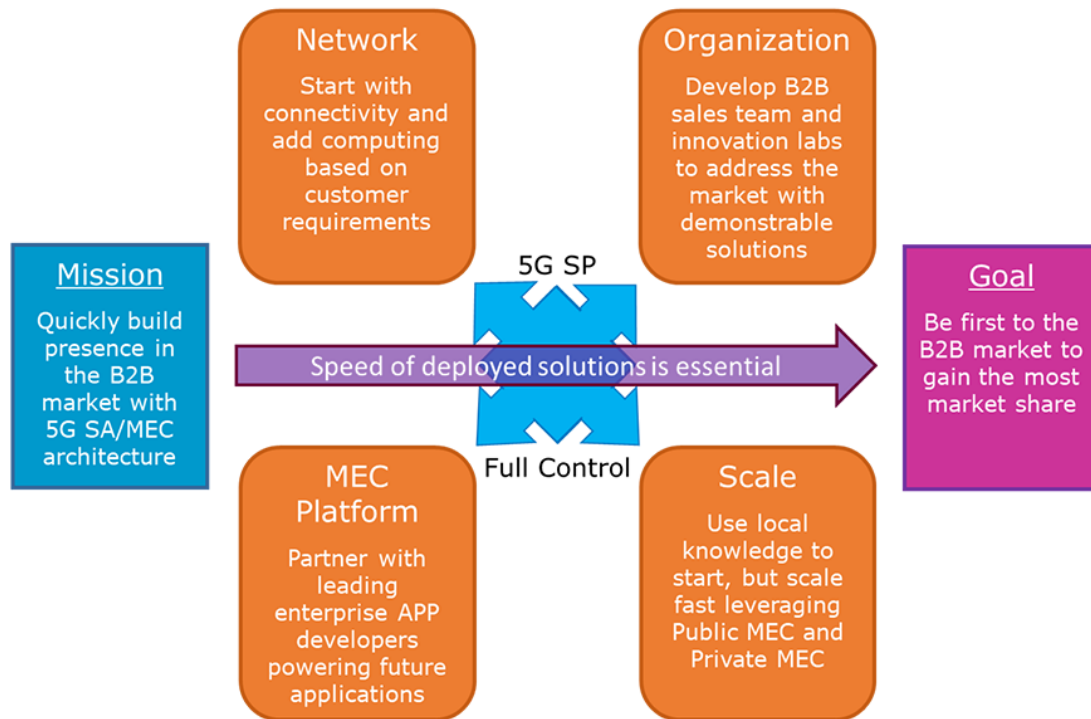 Network
Start with
connectivity and
add computing
based on
customer
requirements
Organization
Develop B2B
sales team and
innovation labs
to address the
market with
demonstrable
solutions
Mission
Quickly build
presence in
the B2B
market with
5G SA/MEC
architecture
5G SP
Speed of deployed solutions is essential
Full Control
Goal
Be first to the
B2B market to
gain the most
market share
MEC
Platform
Partner with
leading
enterprise APP
developers
powering future
applications
Scale
Use local
knowledge to
start, but scale
fast leveraging
Public MEC and
Private MEC